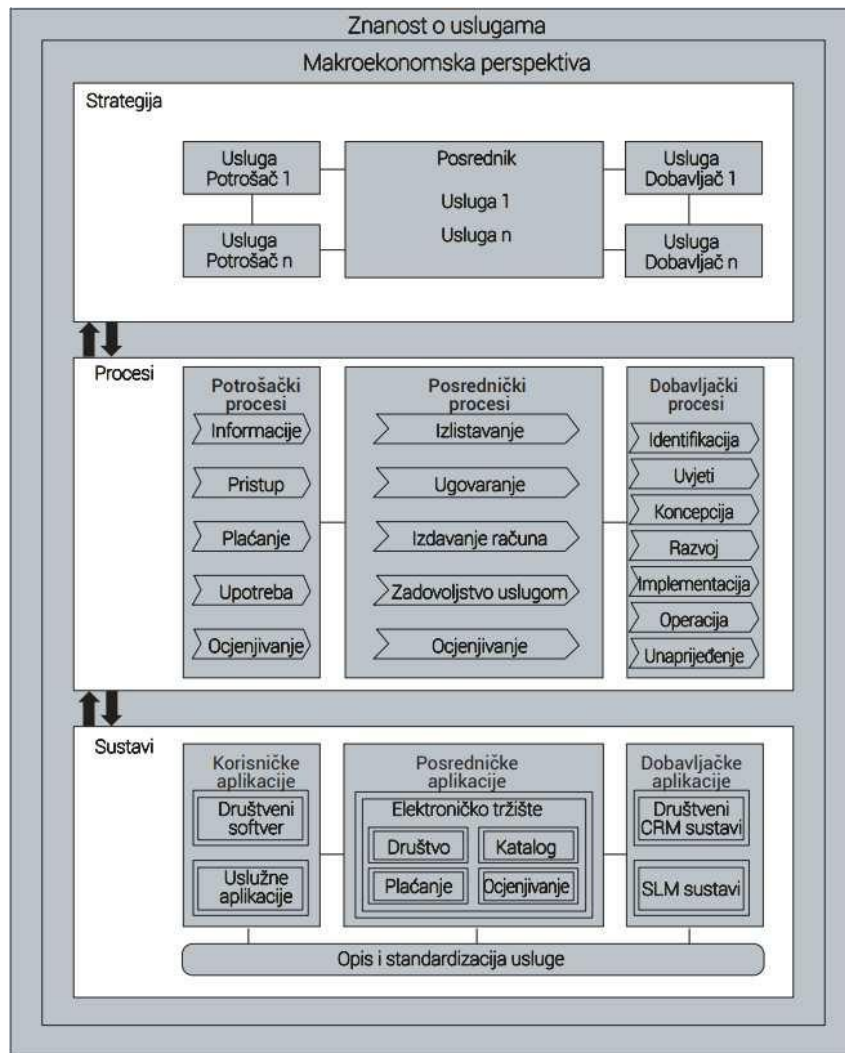 Znanost o uslugama
Makroekonomska perspektiva
Strategija
Usluga
Potrošač 1
Usluga
Potrošač n
Posrednik
Usluga 1
Usluga n
Usluga
Dobavljač 1
Usluga
Dobavljač n
Procesi
Potrošački
procesi
Informacije
Pristup
Plaćanje
Upotreba
Ocjenjivanje
Posrednički
procesi
Izlistavanje
Ugovaranje
Izdavanje računa
Zadovoljstvo uslugom
Ocjenjivanje
Dobavljački
procesi
Identifikacija
Uvjeti
Koncepcija
Razvoj
Implementacija
Operacija
Unaprijeđenje
Sustavi
Korisničke
aplikacije
Društveni
softver
Uslužne
aplikacije
Posredničke
aplikacije
Elektroničko tržište
Društvo
Katalog
Plaćanje
Ocjenjivanje
Dobavljačke
aplikacije
Društveni
CRM sustavi
SLM sustavi
Opis i standardizacija usluge